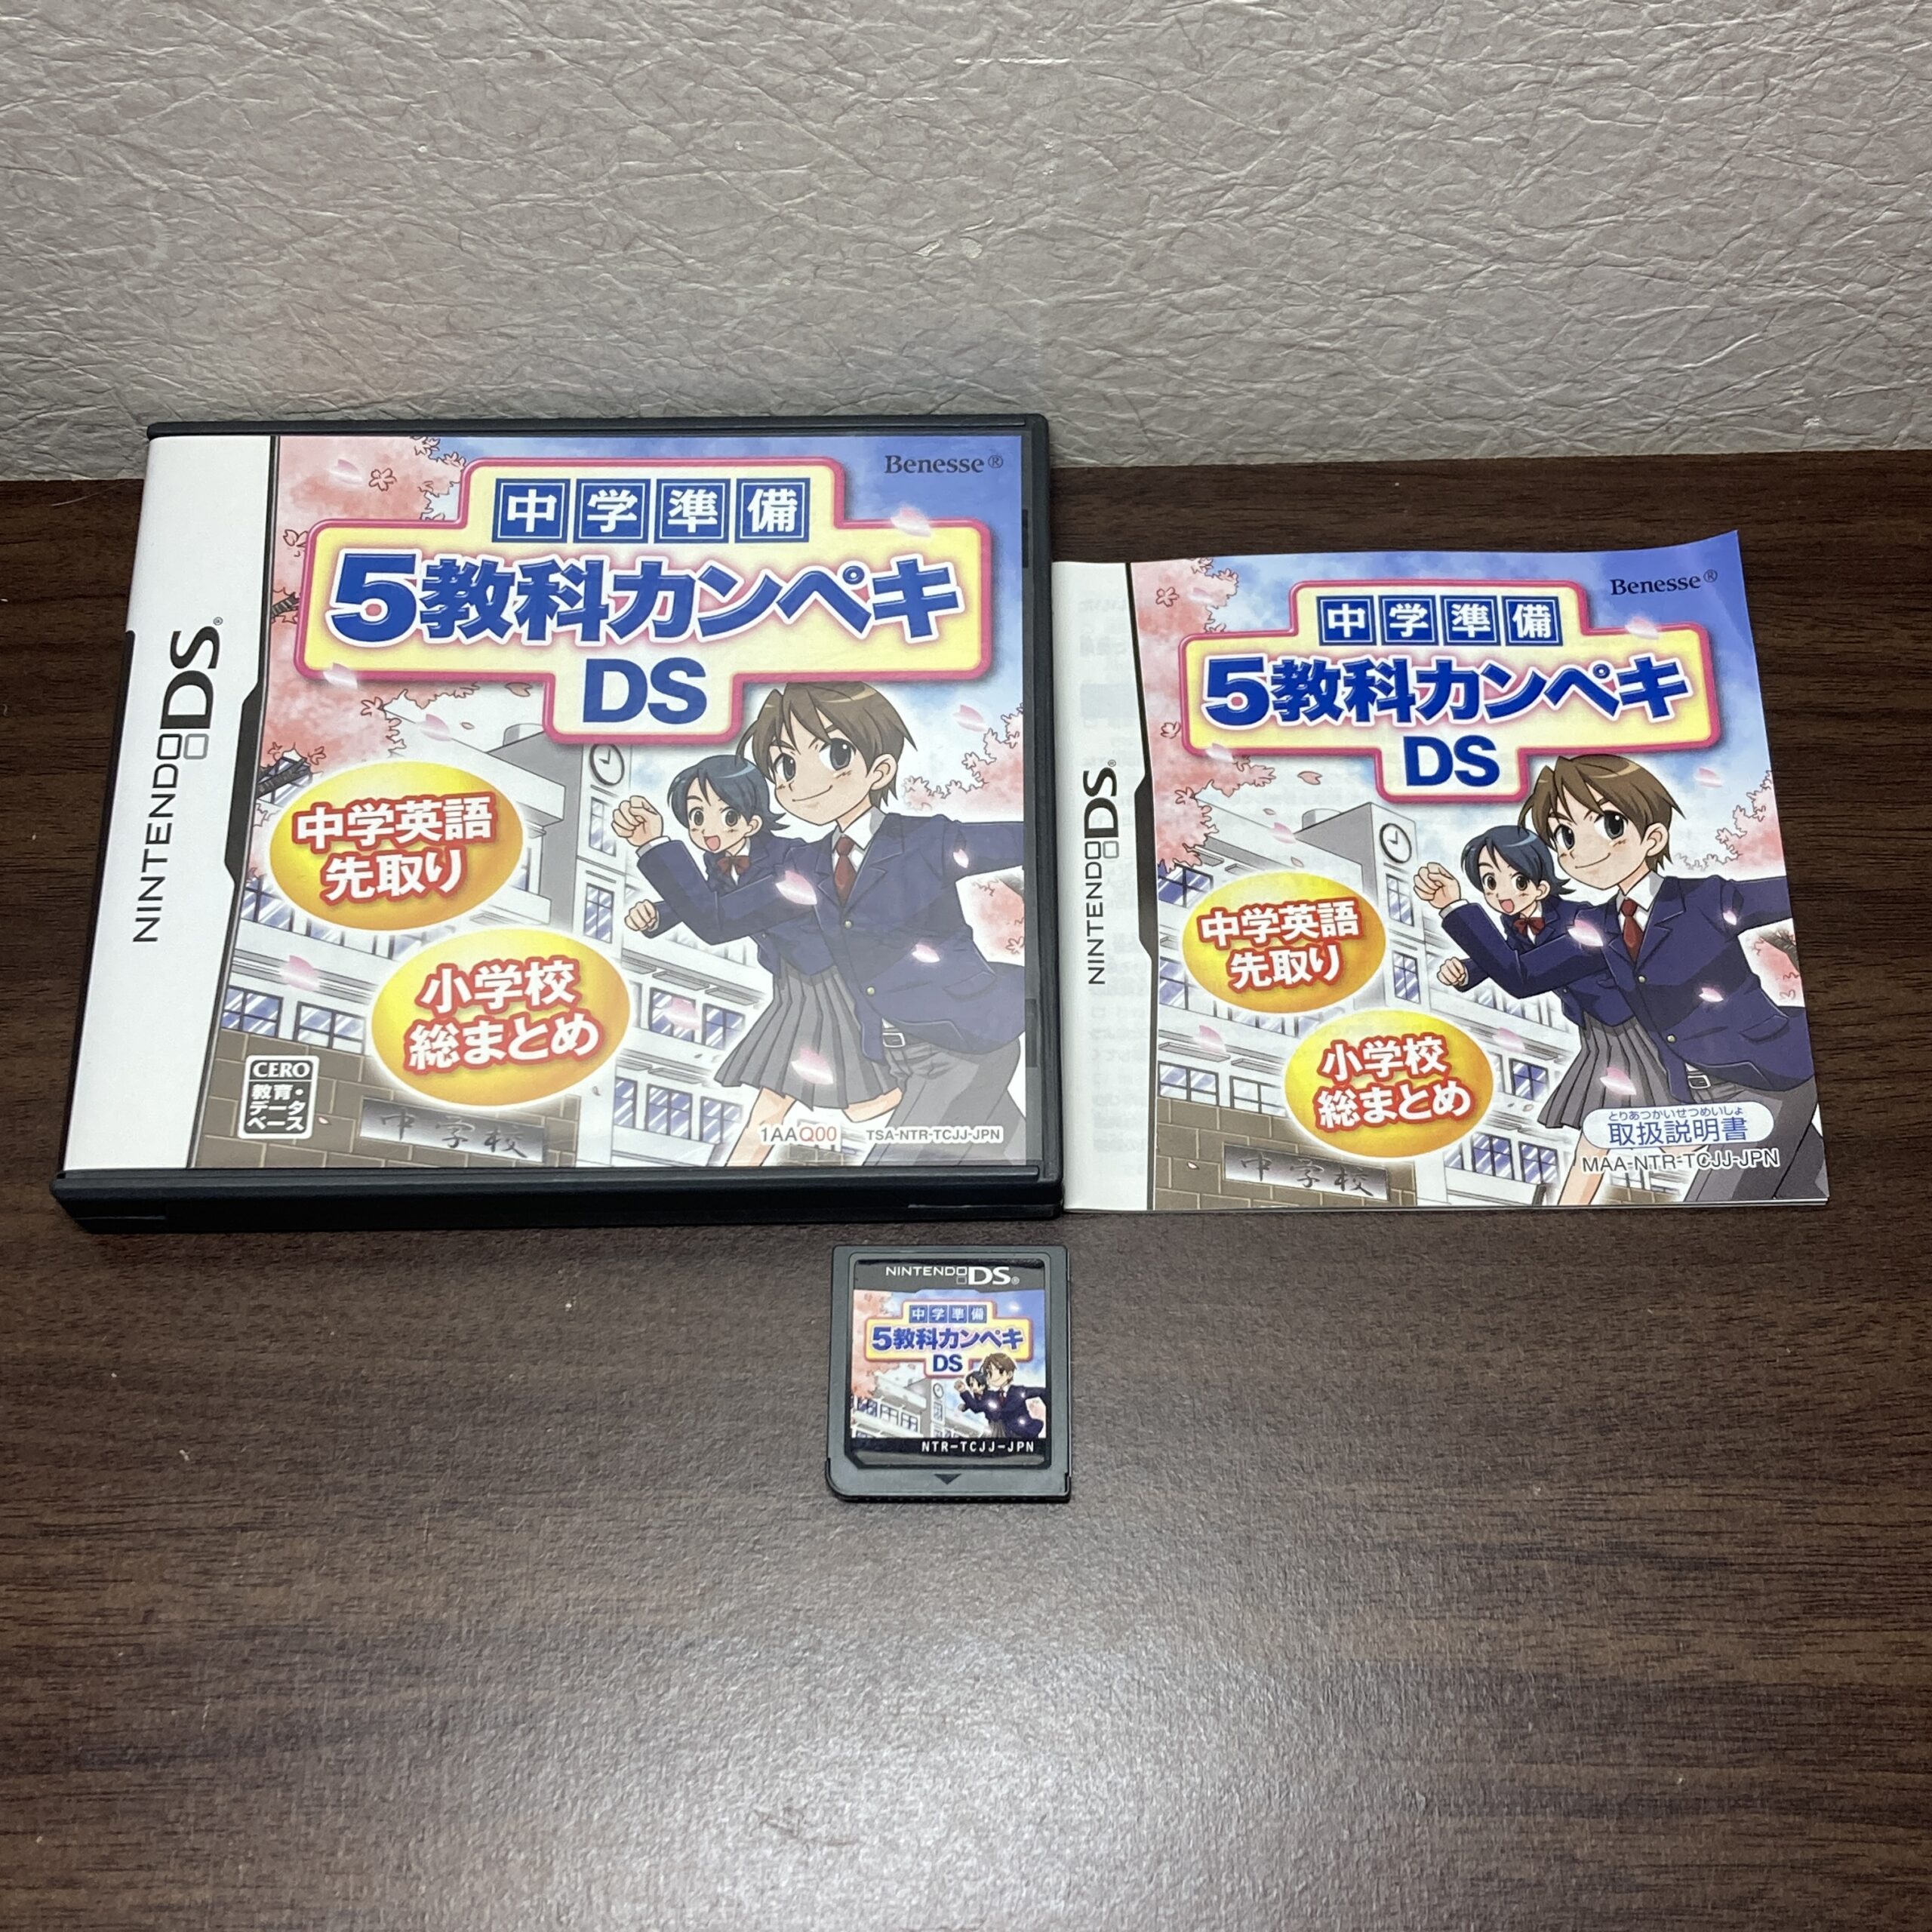 NINTENDO DS®
Benesse®
中学準備
5教科カンペキ
DS
中学英語
先取り
小学校
総まとめ
CERO
教育・
データ
ベース
中学校
1AAQ00
TSA-NTR-TCJJ-JPN
NINTENDO DS®
Benesse®
中学準備
5教科カンペキ
DS
中学英語
先取り
小学校
総まとめ
とりあつかいせつめいしょ
取扱説明書
MAA-NTR-TCJJ-JPN
中学校
NINTENDO DS®
中学準備
5教科カンペキ
DS
NTR-TCJJ-JPN